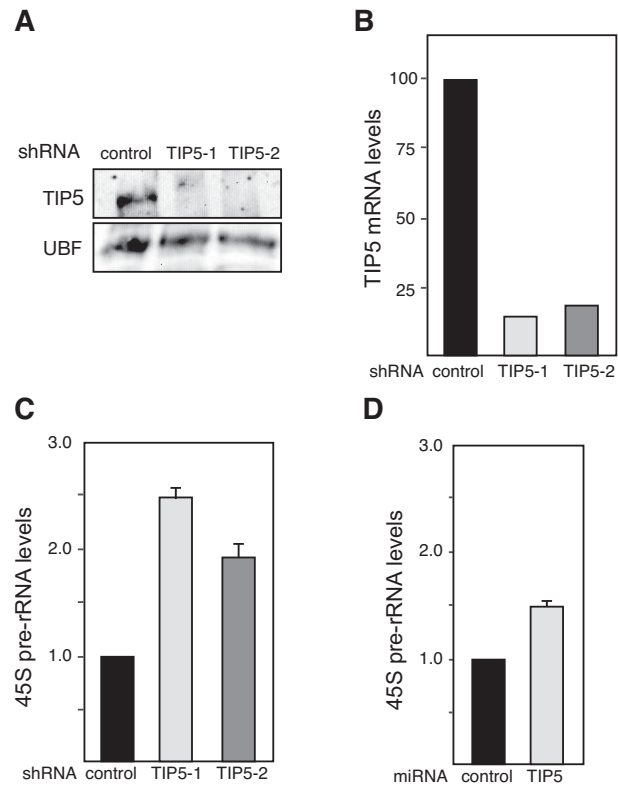 A
shRNA control TIP5-1 TIP5-2
TIP5
UBF
B
TIP5 mRNA levels
100
75
50
25
shRNA control TIP5-1 TIP5-2
C
45S pre-rRNA levels
3.0
2.0
1.0
shRNA control TIP5-1 TIP5-2
D
45S pre-rRNA levels
3.0
2.0
1.0
miRNA control TIP5